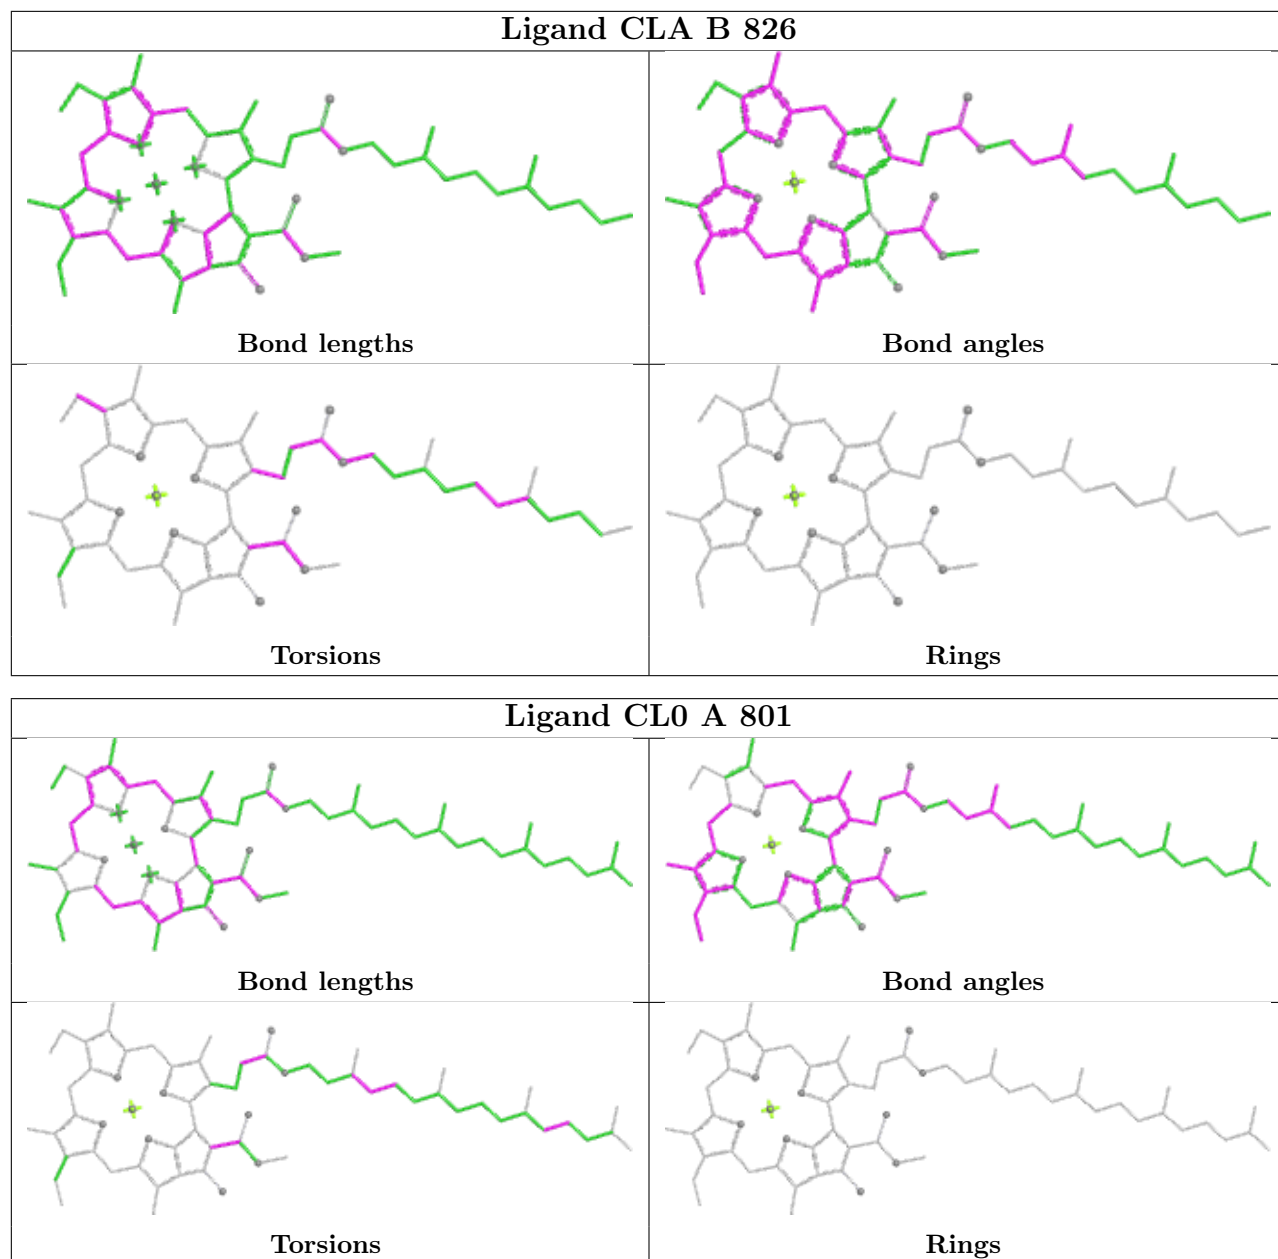 Ligand CLA B 826
Bond lengths
Bond angles
Torsions
Rings
Ligand CL0 A 801
Bond lengths
Bond angles
Torsions
Rings